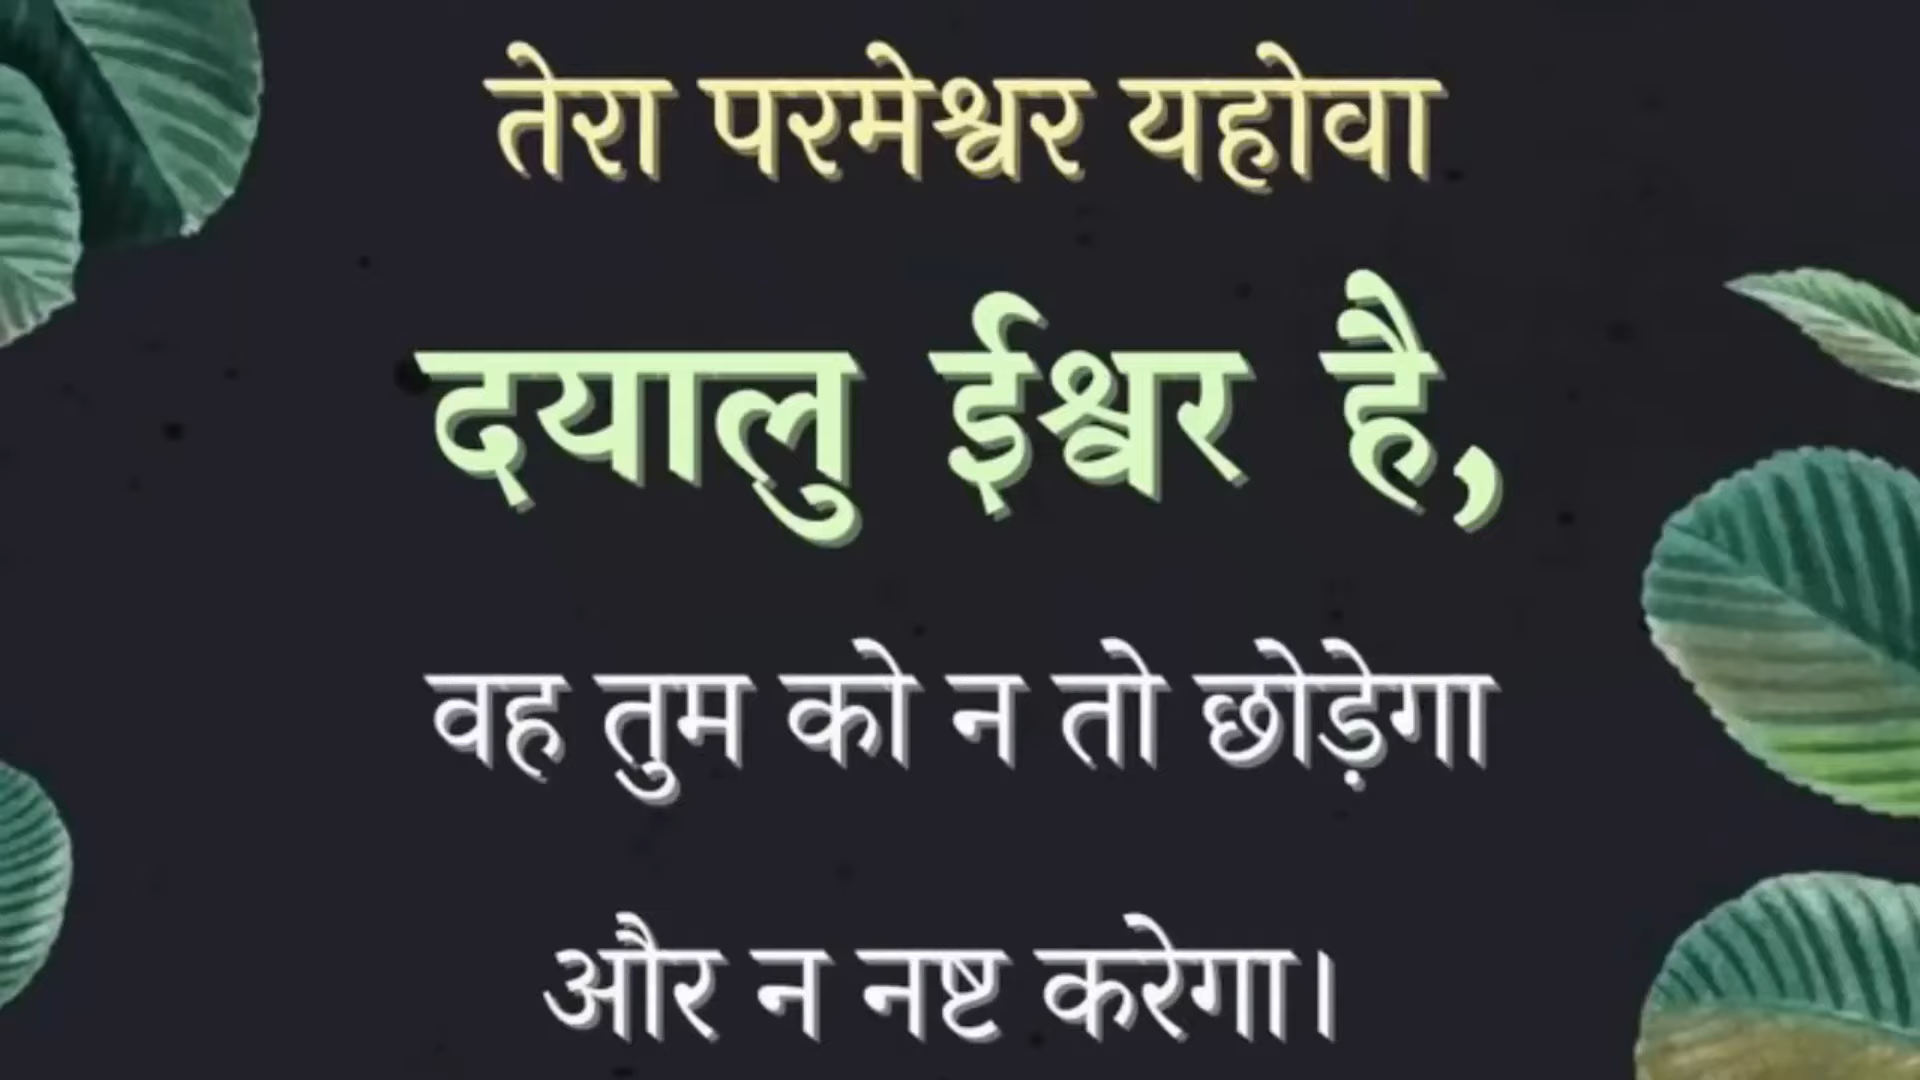 तेरा परमेश्वर यहोवा
दयालु ईश्वर है,
वह तुम को न तो छोड़ेगा
और न नष्ट करेगा।